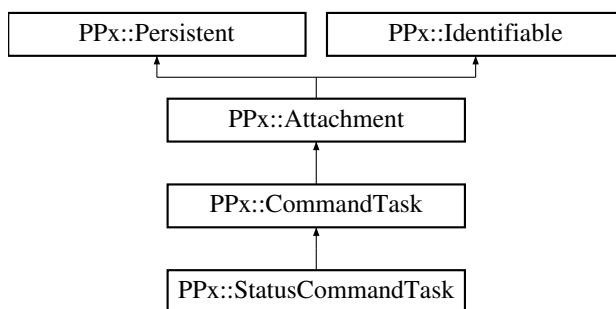 PPx::Persistent
PPx::Identifiable
PPx::Attachment
PPx::CommandTask
PPx::StatusCommandTask